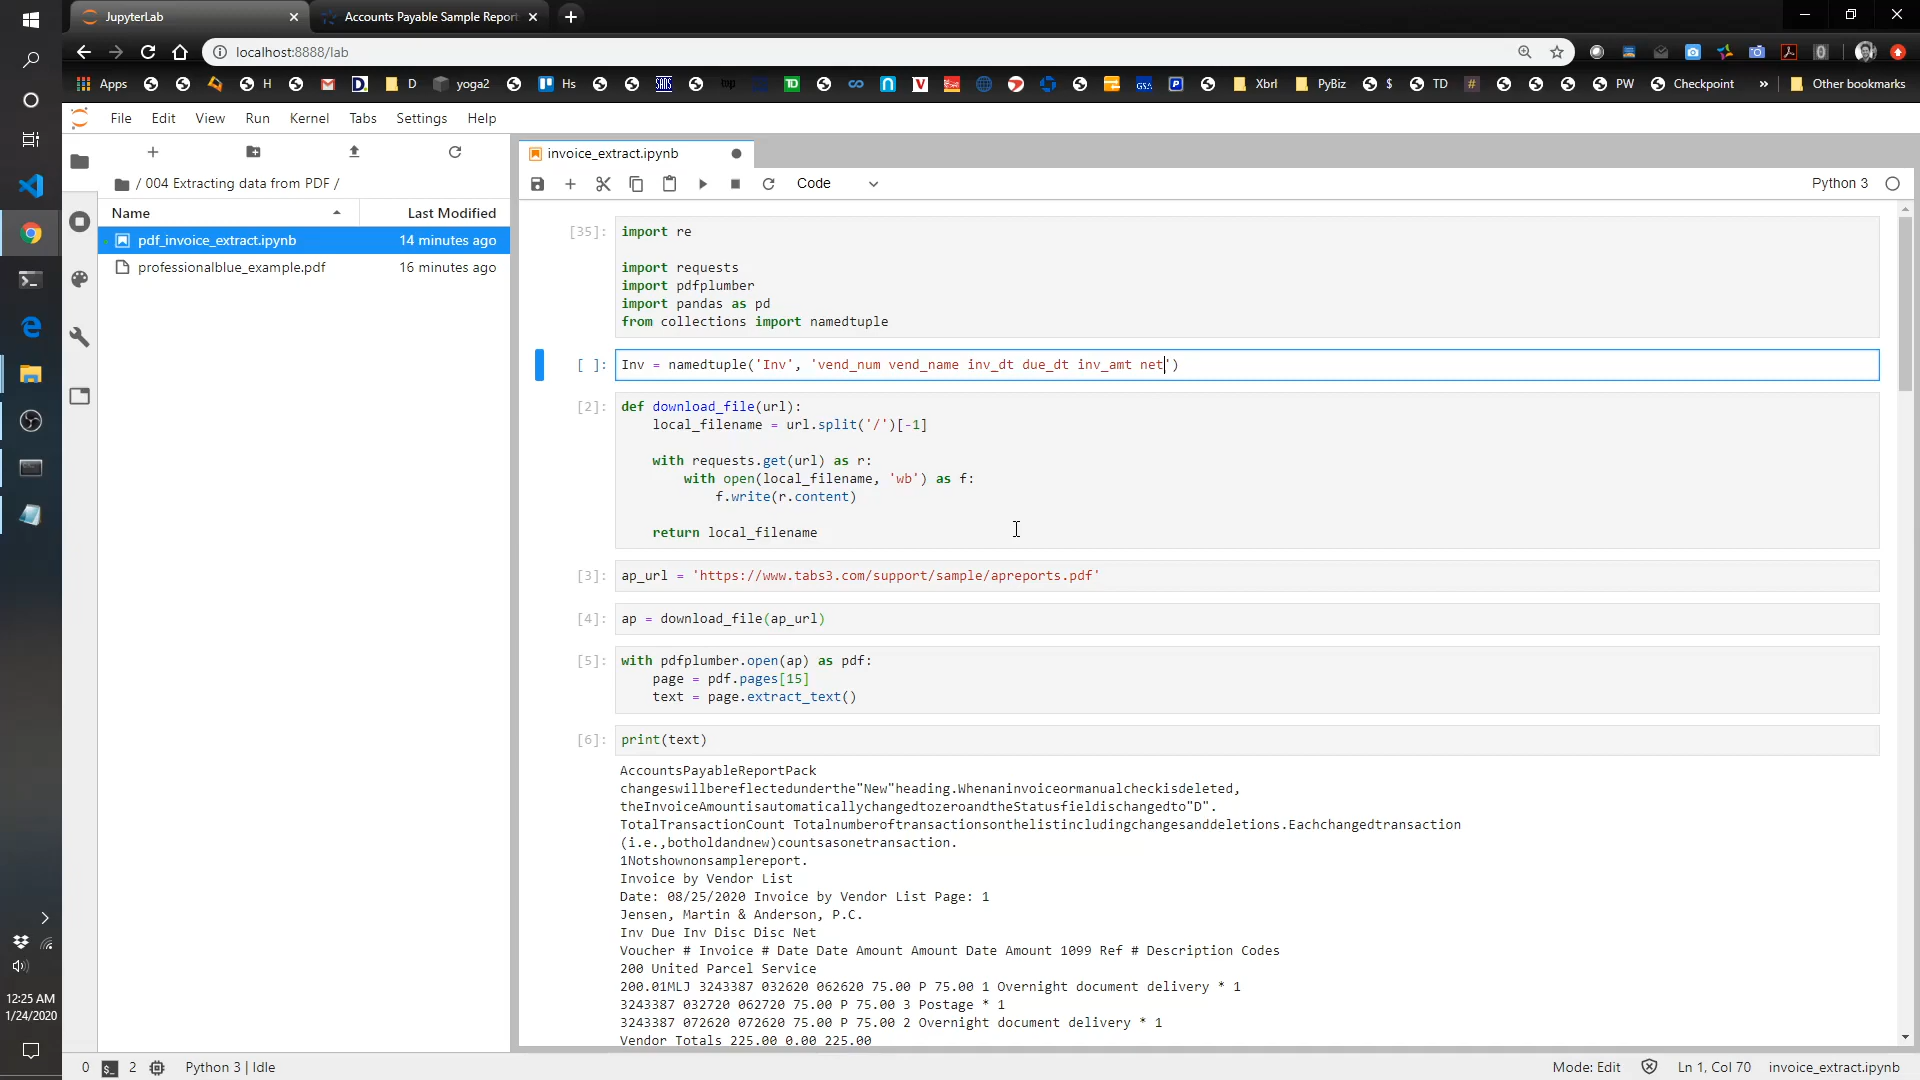 JupyterLab
Accounts Payable Sample Report
localhost:8888/lab
Apps
H
D
yoga2
Hs
SANS
TD
GSA
Xbrl
PyBiz
$
TD
#
PW
Checkpoint
»
Other bookmarks
File Edit View Run Kernel Tabs Settings Help
/ 004 Extracting data from PDF /
Name Last Modified
pdf_invoice_extract.ipynb 14 minutes ago
professionalblue_example.pdf 16 minutes ago
invoice_extract.ipynb
Code
Python 3
[35]:
import re
import requests
import pdfplumber
import pandas as pd
from collections import namedtuple
[ ]:
Inv = namedtuple('Inv', 'vend_num vend_name inv_dt due_dt inv_amt net')
[2]:
def download_file(url):
local_filename = url.split('/')[-1]
with requests.get(url) as r:
with open(local_filename, 'wb') as f:
f.write(r.content)
return local_filename
[3]:
ap_url = 'https://www.tabs3.com/support/sample/apreports.pdf'
[4]:
ap = download_file(ap_url)
[5]:
with pdfplumber.open(ap) as pdf:
page = pdf.pages[15]
text = page.extract_text()
[6]:
print(text)
AccountsPayableReportPack
changeswillbereflectedunderthe"New"heading.Whenaninvoiceormanualcheckisdeleted,
theInvoiceAmountisautomaticallychangedtozeroandtheStatusfieldischangedto"D".
TotalTransactionCount Totalnumberoftransactionsonthelistincludingchangesanddeletions.Eachchangedtransaction
(i.e.,botholdandnew)countsasonetransaction.
1Notshownonsamplereport.
Invoice by Vendor List
Date: 08/25/2020 Invoice by Vendor List Page: 1
Jensen, Martin & Anderson, P.C.
Inv Due Inv Disc Disc Net
Voucher # Invoice # Date Date Amount Amount Date Amount 1099 Ref # Description Codes
200 United Parcel Service
200.01MLJ 3243387 032620 062620 75.00 P 75.00 1 Overnight document delivery * 1
3243387 032720 062720 75.00 P 75.00 3 Postage * 1
3243387 072620 072620 75.00 P 75.00 2 Overnight document delivery * 1
Vendor Totals 225.00 0.00 225.00
12:25 AM
1/24/2020
0
2
Python 3 | Idle
Mode: Edit
Ln 1, Col 70
invoice_extract.ipynb